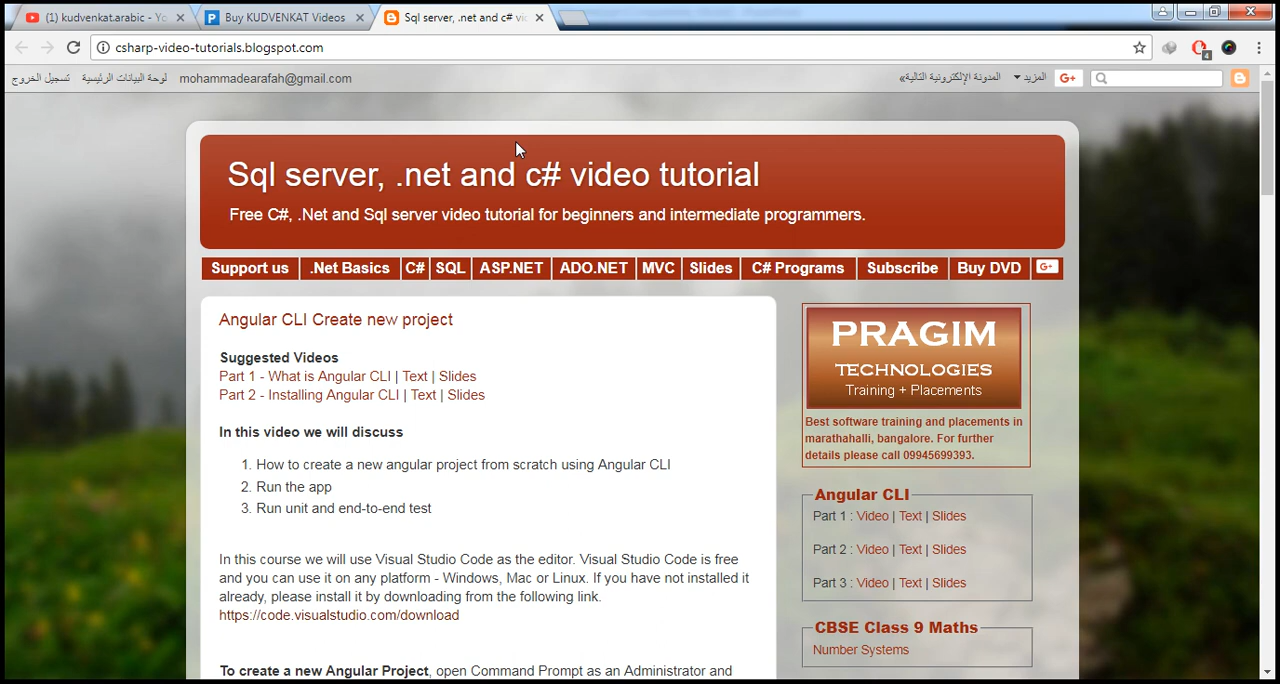 (1) kudvenkat.arabic - Yo
Buy KUDVENKAT Videos
Sql server, .net and c# vi
csharp-video-tutorials.blogspot.com
4
تسجيل الخروج
لوحة البيانات الرئيسية
mohammadearafah@gmail.com
المدونة الإلكترونية التالية»
المزيد
G+
Sql server, .net and c# video tutorial
Free C#, .Net and Sql server video tutorial for beginners and intermediate programmers.
Support us .Net Basics C# SQL ASP.NET ADO.NET MVC Slides C# Programs Subscribe Buy DVD G+
Angular CLI Create new project
Suggested Videos
Part 1 - What is Angular CLI | Text | Slides
Part 2 - Installing Angular CLI | Text | Slides
In this video we will discuss
1. How to create a new angular project from scratch using Angular CLI
2. Run the app
3. Run unit and end-to-end test
In this course we will use Visual Studio Code as the editor. Visual Studio Code is free
and you can use it on any platform - Windows, Mac or Linux. If you have not installed it
already, please install it by downloading from the following link.
https://code.visualstudio.com/download
To create a new Angular Project, open Command Prompt as an Administrator and
PRAGIM
TECHNOLOGIES
Training + Placements
Best software training and placements in
marathahalli, bangalore. For further
details please call 09945699393.
Angular CLI
Part 1 : Video | Text | Slides
Part 2 : Video | Text | Slides
Part 3 : Video | Text | Slides
CBSE Class 9 Maths
Number Systems